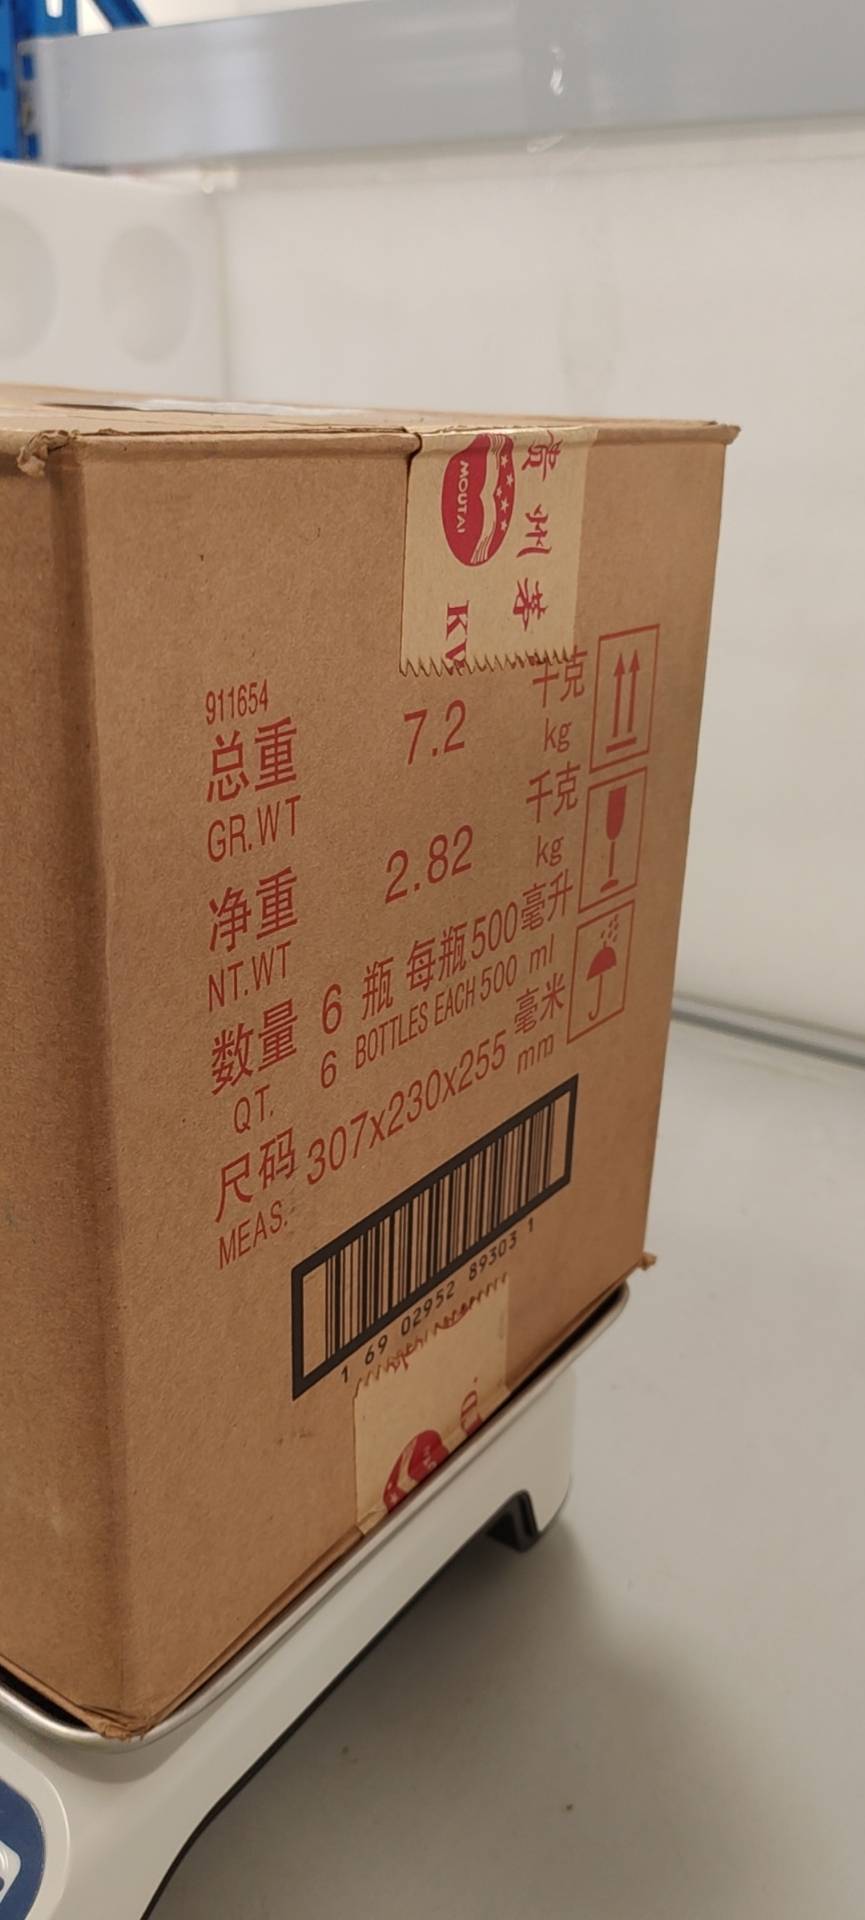 MOUTAI
贵州茅
KW
911654
总重 7.2 千克
GR.WT kg
净重 2.82 千克
NT.WT kg
数量 6 瓶 每瓶500毫升
QT. 6 BOTTLES EACH 500 ml
尺码 307x230x255 毫米
MEAS. mm
1 69 02952 89303 1